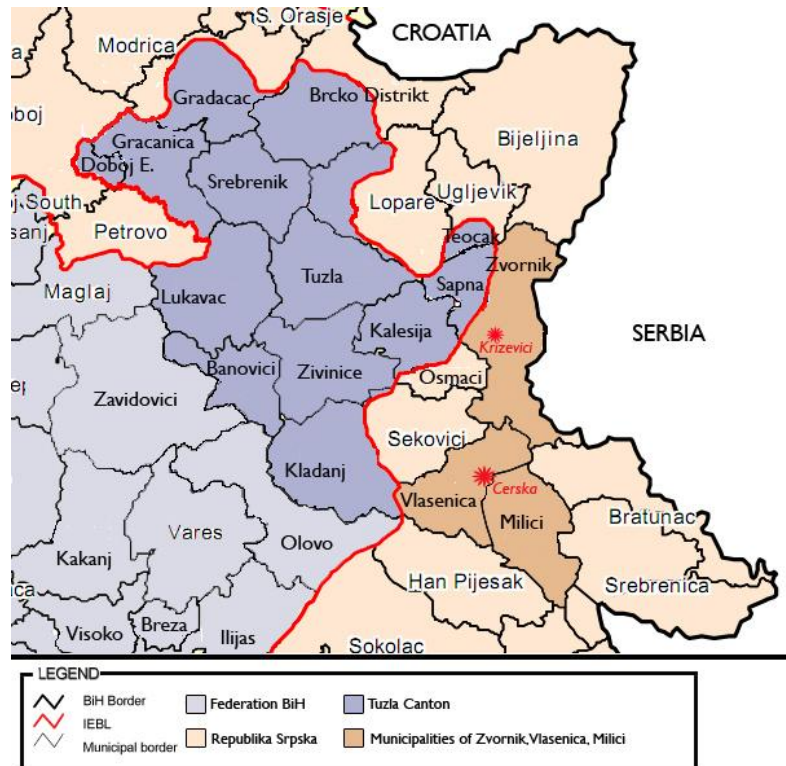 S. Orasje
CROATIA
Modrica
Gradacac
Brcko Distrikt
Bijeljina
oboj
Gracanica
Doboj E.
Srebrenik
Ugljevik
Lopare
j South
sanj
Petrovo
Teocak
Zvornik
Tuzla
Sapna
Maglaj
Lukavac
Kalesija
SERBIA
Krizevici
Banovici
Zivinice
Osmaci
Zavidovici
Sekovici
Kladanj
Cerska
Vlasenica
Milici
Bratunac
Vares
Olovo
Kakanj
Han Pijesak
Srebrenica
aca
Visoko
Breza
Ilijas
Sokolac
LEGEND
BiH Border
Federation BiH
Tuzla Canton
IEBL
Municipal border
Republika Srpska
Municipalities of Zvornik,Vlasenica, Milici